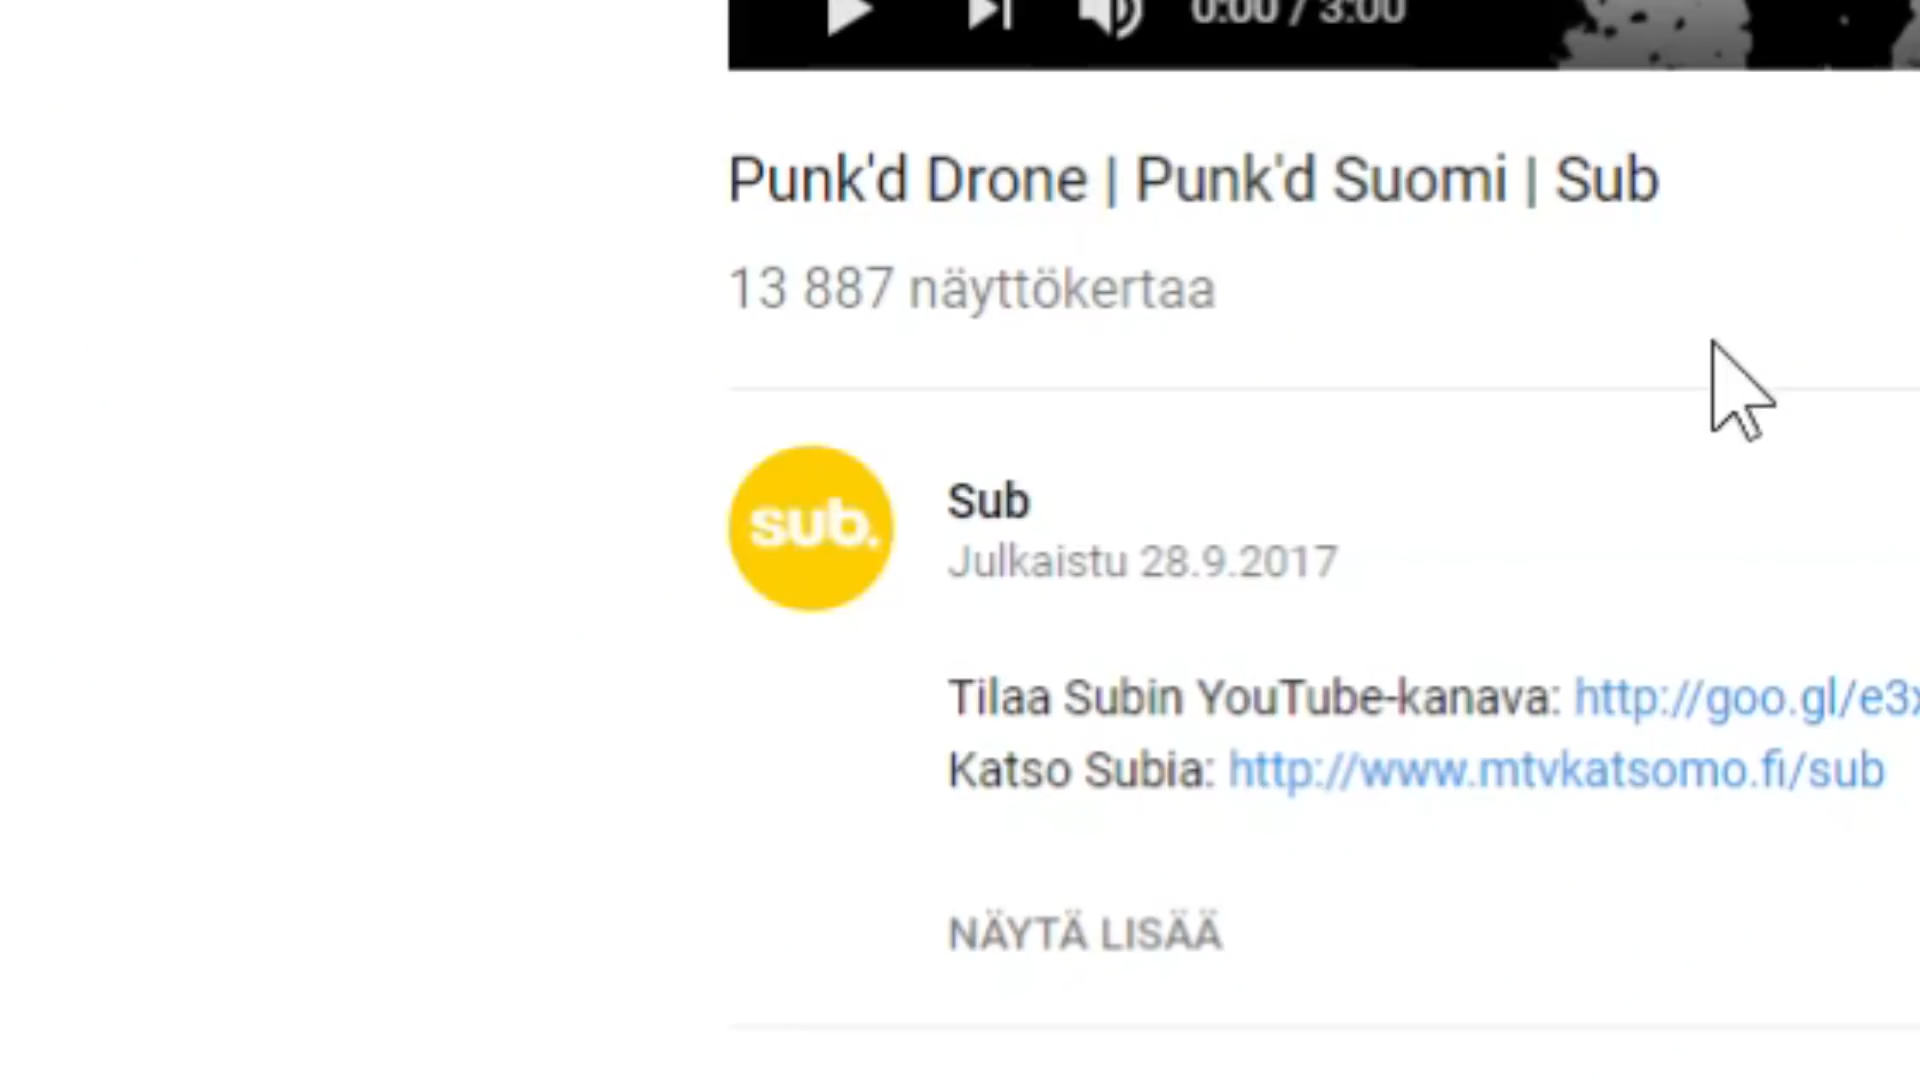 0:00 / 3:00
Punk'd Drone | Punk'd Suomi | Sub
13 887 näyttökertaa
sub.
Sub
Julkaistu 28.9.2017
Tilaa Subin YouTube-kanava: http://goo.gl/e3
Katso Subia: http://www.mtvkatsomo.fi/sub
NÄYTÄ LISÄÄ